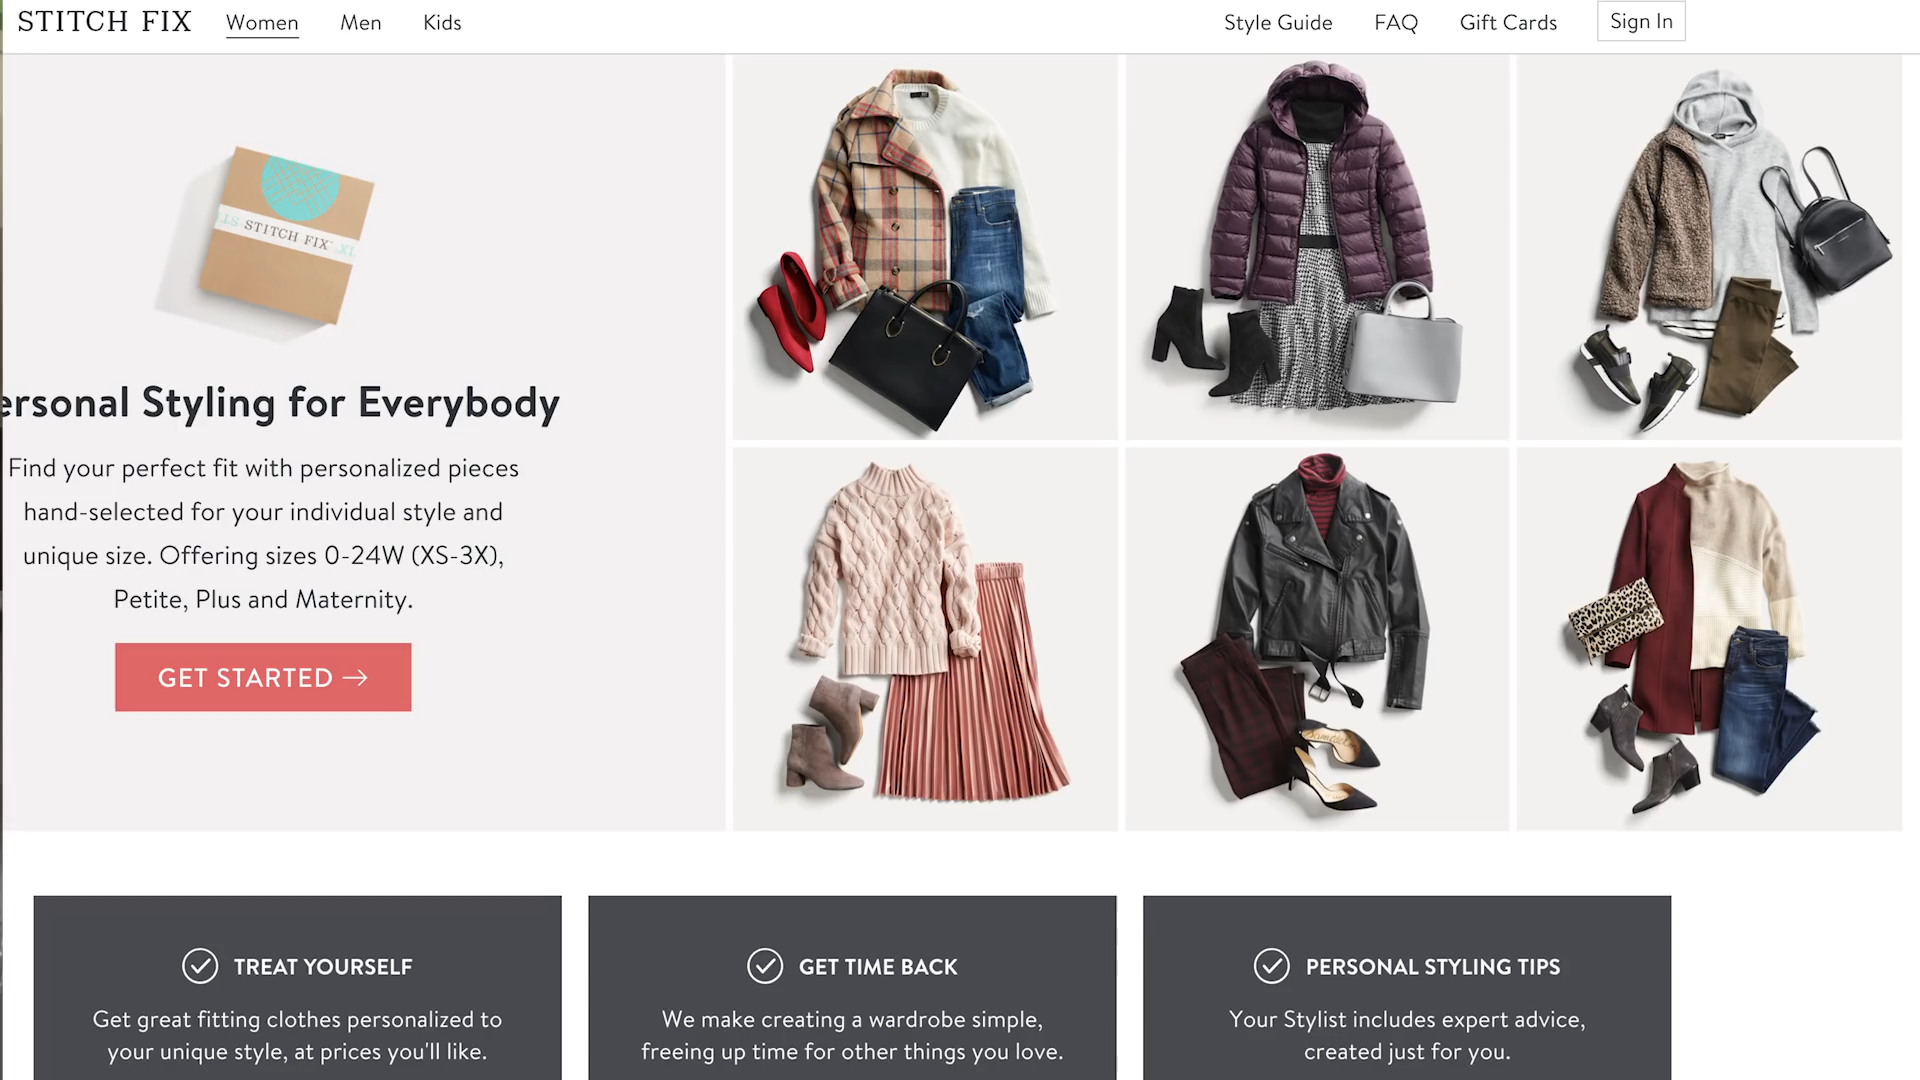 STITCH FIX
Women
Men
Kids
Style Guide
FAQ
Gift Cards
Sign In
STITCH FIX
ersonal Styling for Everybody
Find your perfect fit with personalized pieces
hand-selected for your individual style and
unique size. Offering sizes 0-24W (XS-3X),
Petite, Plus and Maternity.
GET STARTED →
TREAT YOURSELF
Get great fitting clothes personalized to
your unique style, at prices you'll like.
GET TIME BACK
We make creating a wardrobe simple,
freeing up time for other things you love.
PERSONAL STYLING TIPS
Your Stylist includes expert advice,
created just for you.